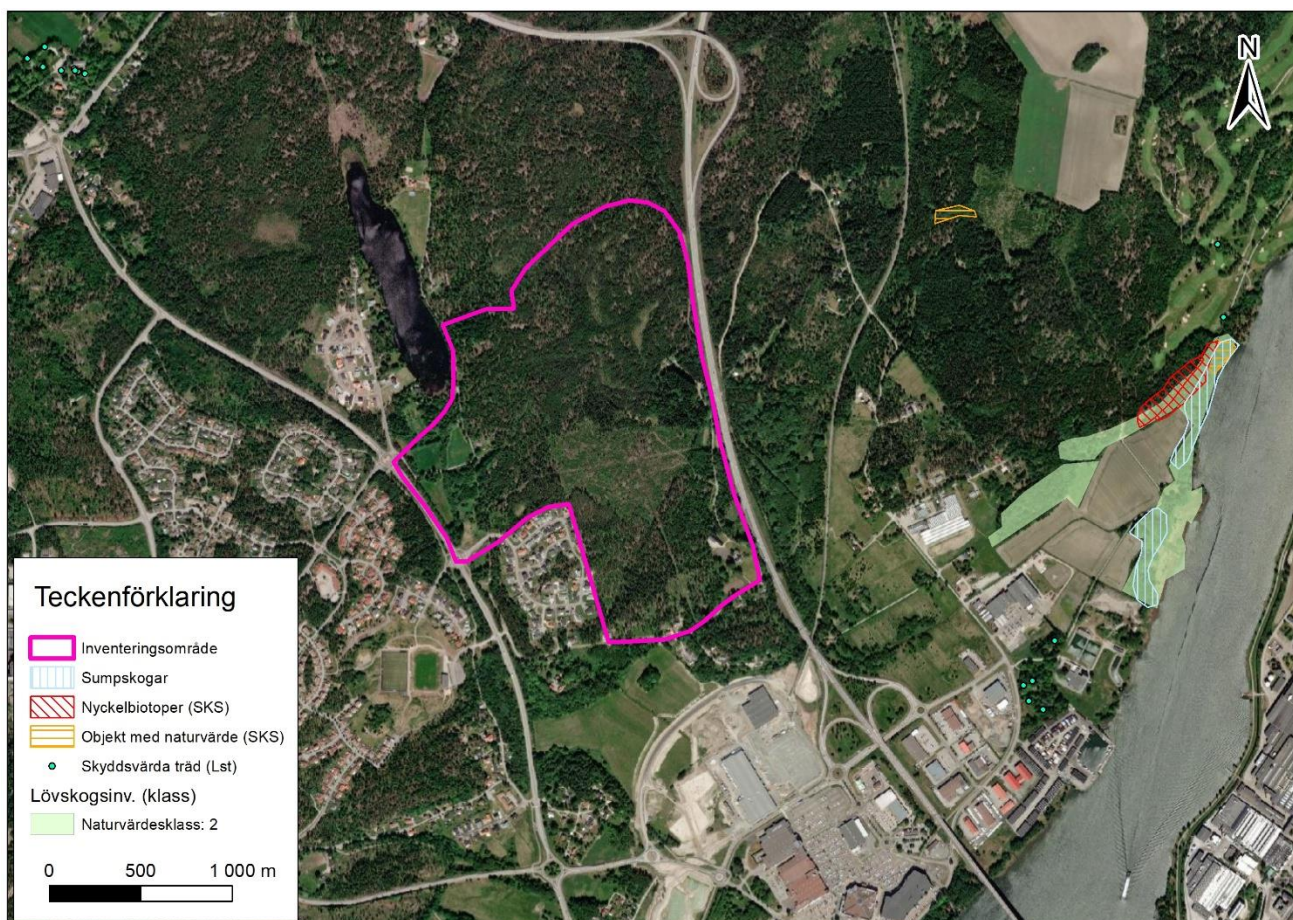 N
Teckenförklaring
Inventeringsområde
Sumpskogar
Nyckelbiotoper (SKS)
Objekt med naturvärde (SKS)
Skyddsvärda träd (Lst)
Lövskogsinv. (klass)
Naturvärdesklass: 2
0 500 1 000 m